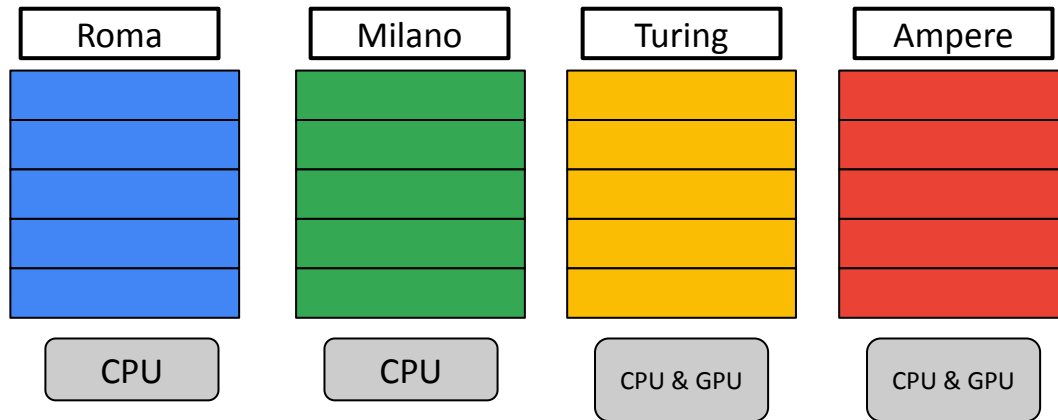 Roma
Milano
Turing
Ampere
CPU
CPU
CPU & GPU
CPU & GPU